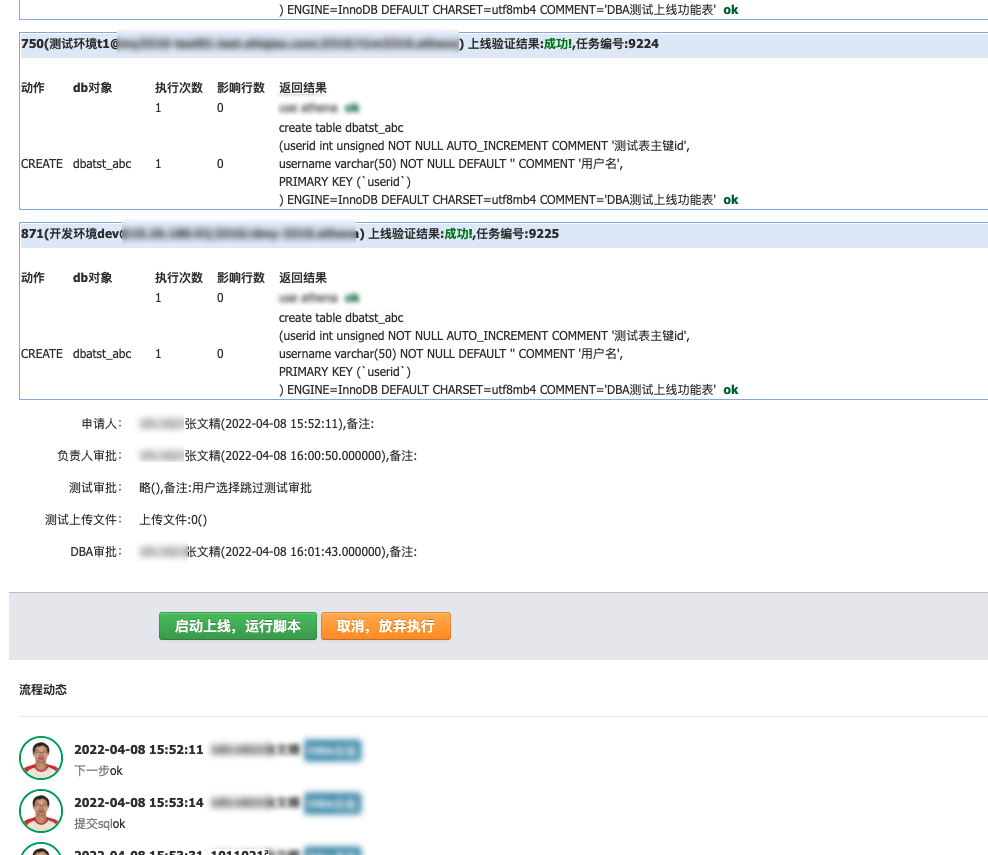 ) ENGINE=InnoDB DEFAULT CHARSET=utf8mb4 COMMENT='DBA测试上线功能表' ok
750(测试环境t1@ ) 上线验证结果:成功!,任务编号:9224
动作 db对象 执行次数 影响行数 返回结果
1 0 use athena ok
create table dbatst_abc
(userid int unsigned NOT NULL AUTO_INCREMENT COMMENT '测试表主键id',
CREATE dbatst_abc 1 0 username varchar(50) NOT NULL DEFAULT '' COMMENT '用户名',
PRIMARY KEY (`userid`)
) ENGINE=InnoDB DEFAULT CHARSET=utf8mb4 COMMENT='DBA测试上线功能表' ok
871(开发环境dev ) 上线验证结果:成功!,任务编号:9225
动作 db对象 执行次数 影响行数 返回结果
1 0 use athena ok
create table dbatst_abc
(userid int unsigned NOT NULL AUTO_INCREMENT COMMENT '测试表主键id',
CREATE dbatst_abc 1 0 username varchar(50) NOT NULL DEFAULT '' COMMENT '用户名',
PRIMARY KEY (`userid`)
) ENGINE=InnoDB DEFAULT CHARSET=utf8mb4 COMMENT='DBA测试上线功能表' ok
申请人: 张文精(2022-04-08 15:52:11),备注:
负责人审批: 张文精(2022-04-08 16:00:50.000000),备注:
测试审批: 略(),备注:用户选择跳过测试审批
测试上传文件: 上传文件:0()
DBA审批: 张文精(2022-04-08 16:01:43.000000),备注:
启动上线，运行脚本 取消，放弃执行
流程动态
2022-04-08 15:52:11
下一步ok
2022-04-08 15:53:14
提交sqlok
2022-04-08 15:53:31